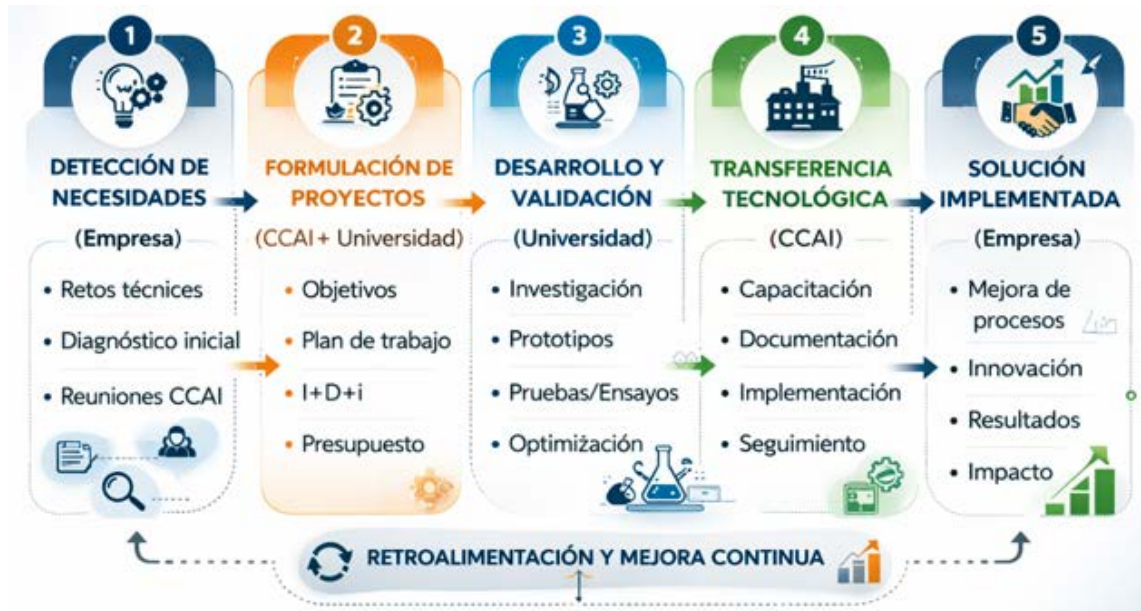 1
DETECCIÓN DE
NECESIDADES
(Empresa)
• Retos técnices
• Diagnóstico inicial
• Reuniones CCAI
2
FORMULACIÓN DE
PROYECTOS
(CCAI + Universidad)
• Objetivos
• Plan de trabajo
• I+D+i
• Presupuesto
3
DESARROLLO Y
VALIDACIÓN
(Universidad)
• Investigación
• Prototipos
• Pruebas/Ensayos
• Optimización
4
TRANSFERENCIA
TECNOLÓGICA
(CCAI)
• Capacitación
• Documentación
• Implementación
• Seguimiento
5
SOLUCIÓN
IMPLEMENTADA
(Empresa)
• Mejora de
procesos
• Innovación
• Resultados
• Impacto
RETROALIMENTACIÓN Y MEJORA CONTINUA